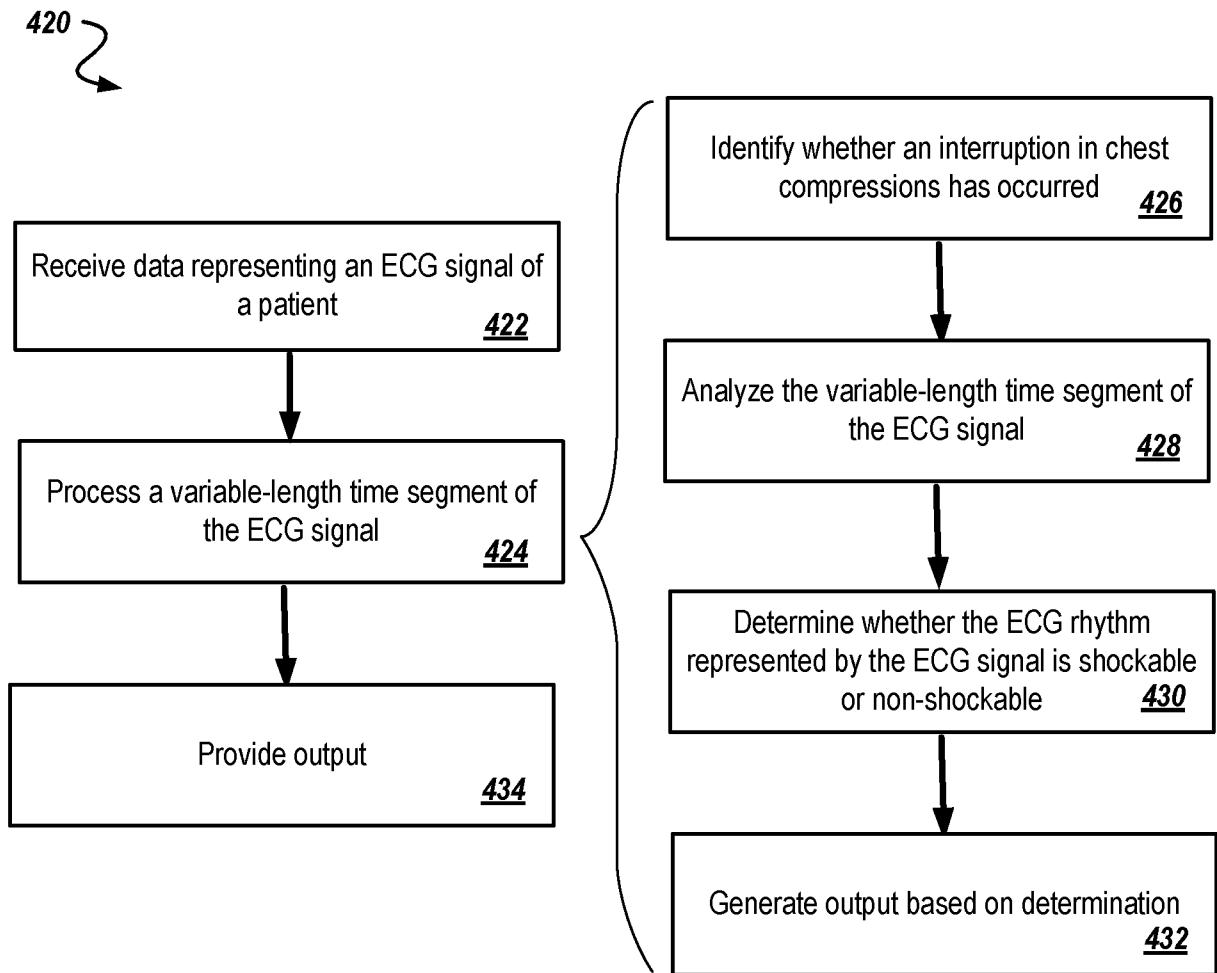 420
Receive data representing an ECG signal of
a patient
422
Process a variable-length time segment of
the ECG signal
424
Provide output
434
Identify whether an interruption in chest
compressions has occurred
426
Analyze the variable-length time segment of
the ECG signal
428
Determine whether the ECG rhythm
represented by the ECG signal is shockable
or non-shockable
430
Generate output based on determination
432